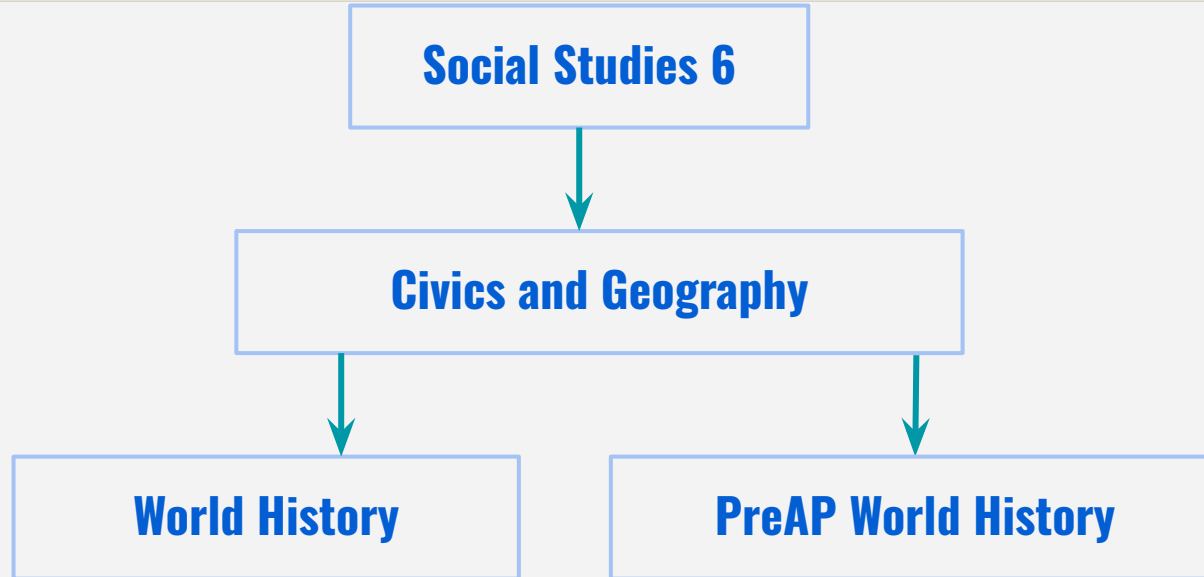 Social Studies 6
Civics and Geography
World History
PreAP World History